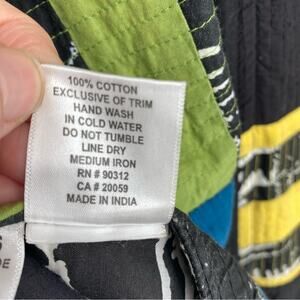 100% COTTON
EXCLUSIVE OF TRIM
HAND WASH
IN COLD WATER
DO NOT TUMBLE
LINE DRY
MEDIUM IRON
RN # 90312
CA # 20059
MADE IN INDIA